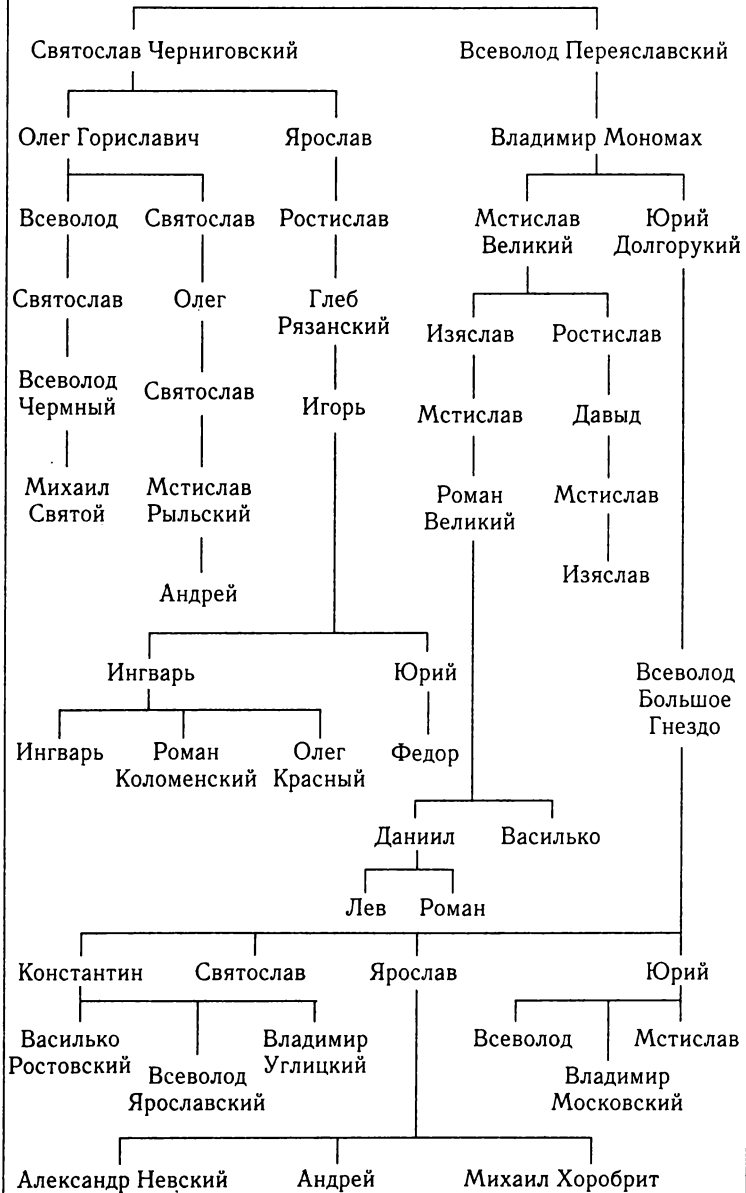 Святослав Черниговский
Всеволод Переяславский
Олег Гориславич
Ярослав
Владимир Мономах
Всеволод
Святослав
Ростислав
Мстислав
Великий
Юрий
Долгорукий
Святослав
Олег
Глеб
Рязанский
Изяслав
Ростислав
Всеволод
Чермный
Святослав
Игорь
Мстислав
Давыд
Михаил
Святой
Мстислав
Рыльский
Роман
Великий
Мстислав
Изяслав
Андрей
Ингварь
Юрий
Всеволод
Большое
Гнездо
Ингварь
Роман
Коломенский
Олег
Красный
Федор
Даниил
Василько
Лев
Роман
Константин
Святослав
Ярослав
Юрий
Василько
Ростовский
Всеволод
Ярославский
Владимир
Углицкий
Всеволод
Владимир
Московский
Мстислав
Александр Невский
Андрей
Михаил Хоробрит